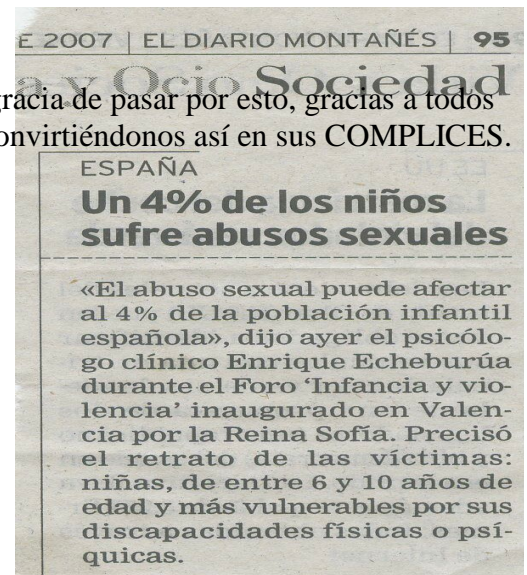 E 2007 | EL DIARIO MONTAÑÉS | 95
a y Ocio Sociedad
gracia de pasar por esto, gracias a todos
onvirtiéndonos así en sus COMPLICES.
ESPAÑA
Un 4% de los niños
sufre abusos sexuales
«El abuso sexual puede afectar
al 4% de la población infantil
española», dijo ayer el psicólo-
go clínico Enrique Echeburúa
durante el Foro ‘Infancia y vio-
lencia’ inaugurado en Valen-
cia por la Reina Sofía. Precisó
el retrato de las víctimas:
niñas, de entre 6 y 10 años de
edad y más vulnerables por sus
discapacidades físicas o psí-
quicas.